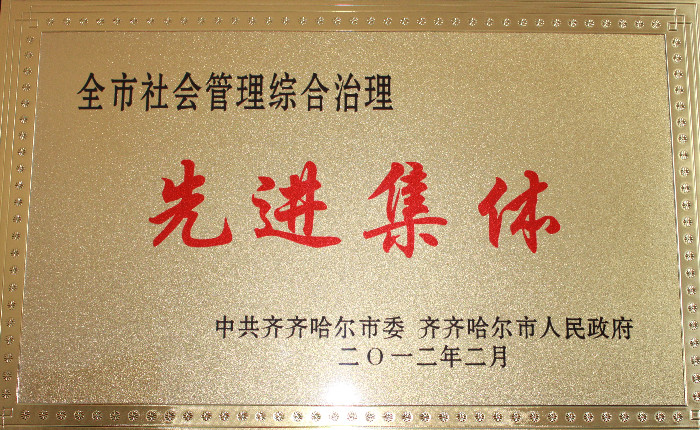 全市社会管理综合治理
先进集体
中共齐齐哈尔市委 齐齐哈尔市人民政府
二〇一二年二月